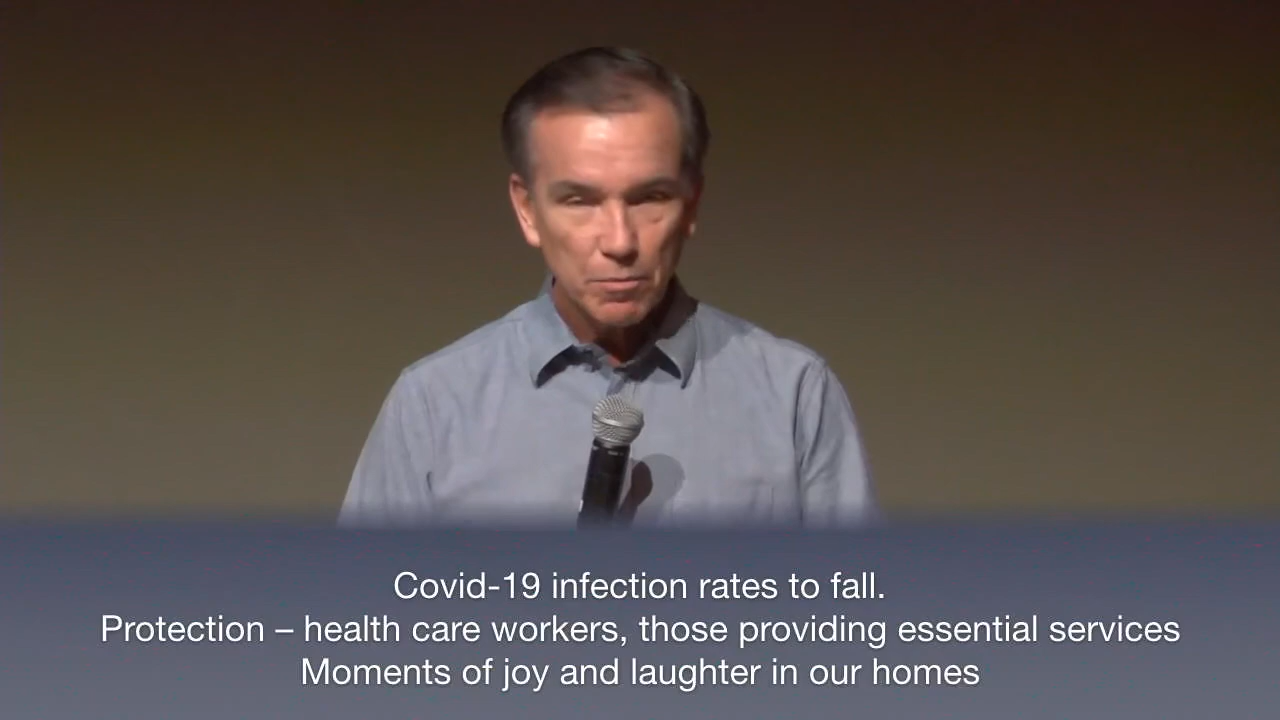 Covid-19 infection rates to fall.
Protection – health care workers, those providing essential services
Moments of joy and laughter in our homes